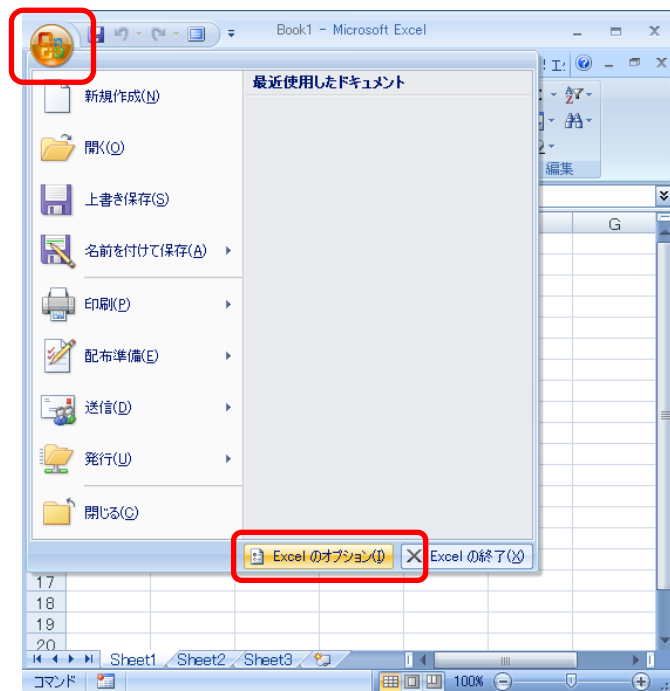 Book1 - Microsoft Excel
最近使用したドキュメント
新規作成(N)
開く(O)
上書き保存(S)
名前を付けて保存(A)
印刷(P)
配布準備(E)
送信(D)
発行(U)
閉じる(C)
Excel のオプション(I)
Excel の終了(X)
編集
G
17
18
19
20
Sheet1
Sheet2
Sheet3
コマンド
100%